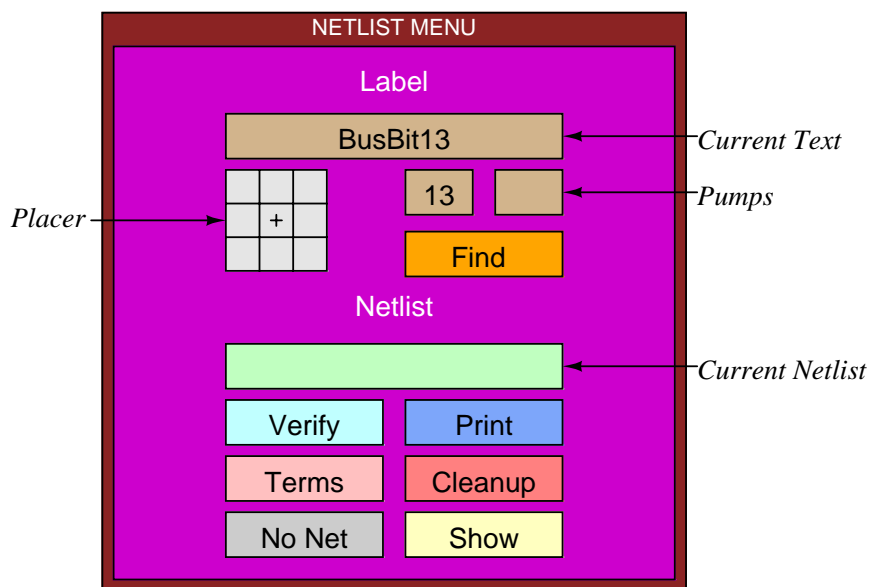 NETLIST MENU
Label
BusBit13
Current Text
13
Pumps
Placer
+
Find
Netlist
Current Netlist
Verify
Print
Terms
Cleanup
No Net
Show